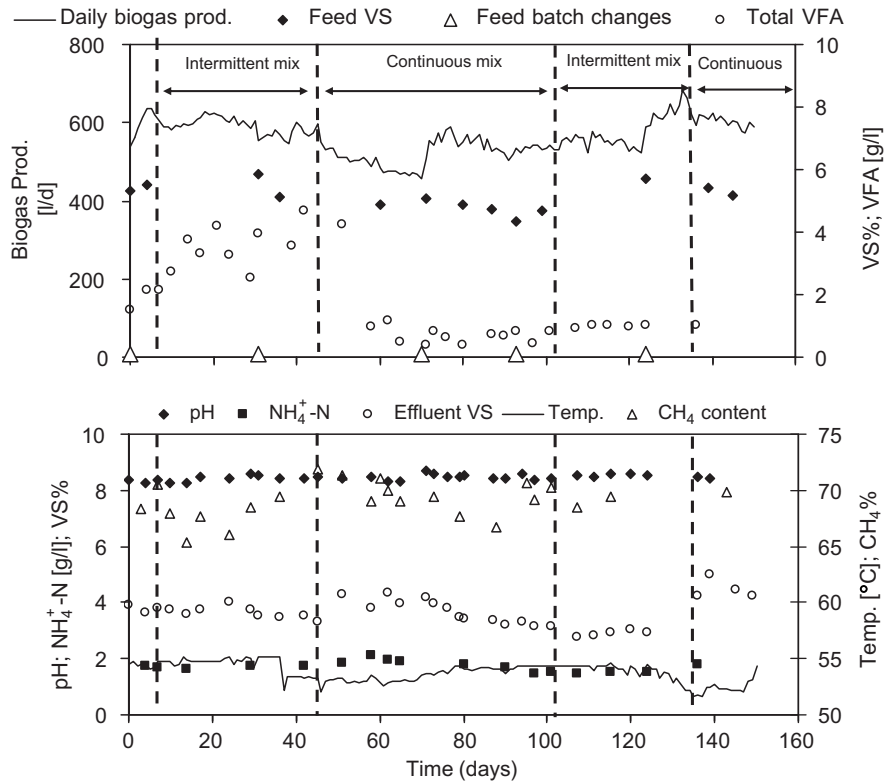 Daily biogas prod. Feed VS Feed batch changes Total VFA
800
600
400
200
0
Biogas Prod.
[l/d]
Intermittent mix
Continuous mix
Intermittent mix
Continuous
10
8
6
4
2
0
VS%; VFA [g/l]
pH NH₄⁺-N Effluent VS Temp. CH₄ content
10
8
6
4
2
0
pH; NH₄⁺-N [g/l]; VS%
75
70
65
60
55
50
Temp. [°C]; CH₄%
0 20 40 60 80 100 120 140 160
Time (days)